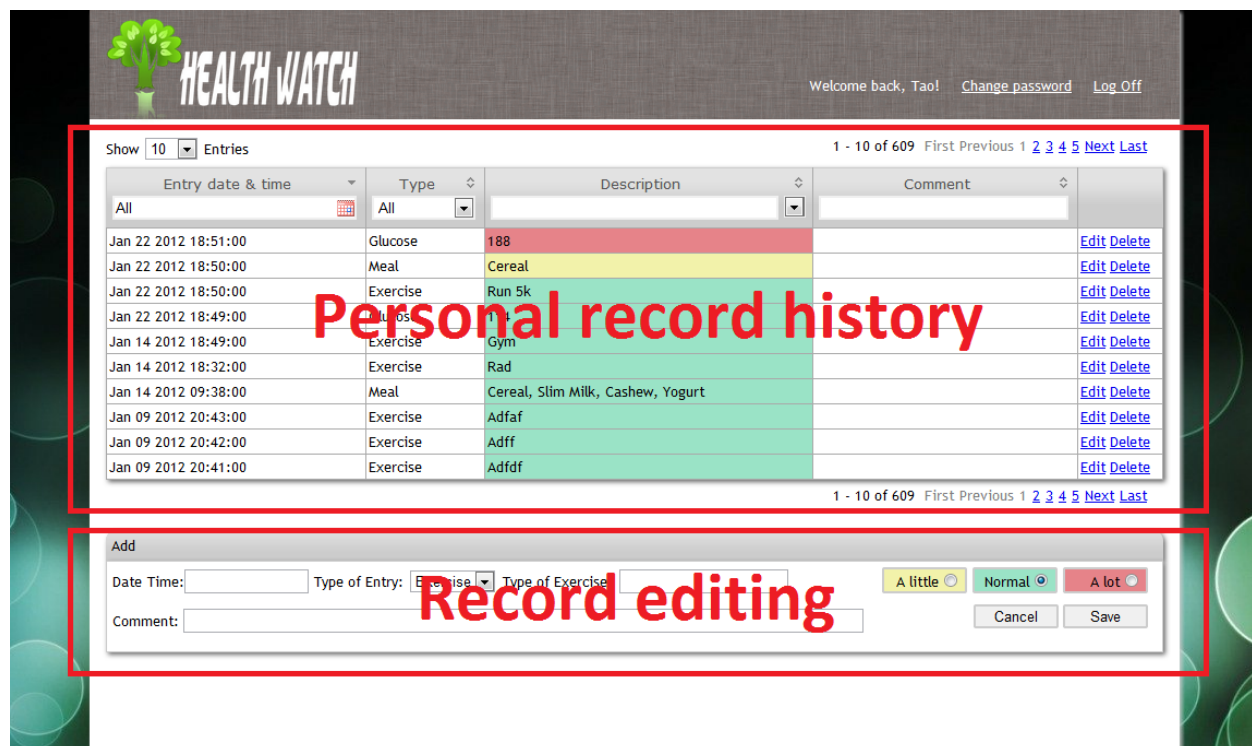 HEALTH WATCH
Welcome back, Tao! Change password Log Off
Show 10 Entries
1 - 10 of 609 First Previous 1 2 3 4 5 Next Last
Entry date & time Type Description Comment
All All
Jan 22 2012 18:51:00 Glucose 188 Edit Delete
Jan 22 2012 18:50:00 Meal Cereal Edit Delete
Jan 22 2012 18:50:00 Exercise Run 5k Edit Delete
Jan 22 2012 18:49:00 Edit Delete
Personal record history
Jan 14 2012 18:49:00 Exercise Gym Edit Delete
Jan 14 2012 18:32:00 Exercise Rad Edit Delete
Jan 14 2012 09:38:00 Meal Cereal, Slim Milk, Cashew, Yogurt Edit Delete
Jan 09 2012 20:43:00 Exercise Adfaf Edit Delete
Jan 09 2012 20:42:00 Exercise Adff Edit Delete
Jan 09 2012 20:41:00 Exercise Adfdf Edit Delete
1 - 10 of 609 First Previous 1 2 3 4 5 Next Last
Add
Date Time: Type of Entry: Exercise Type of Exercise A little Normal A lot
Record editing
Comment: Cancel Save